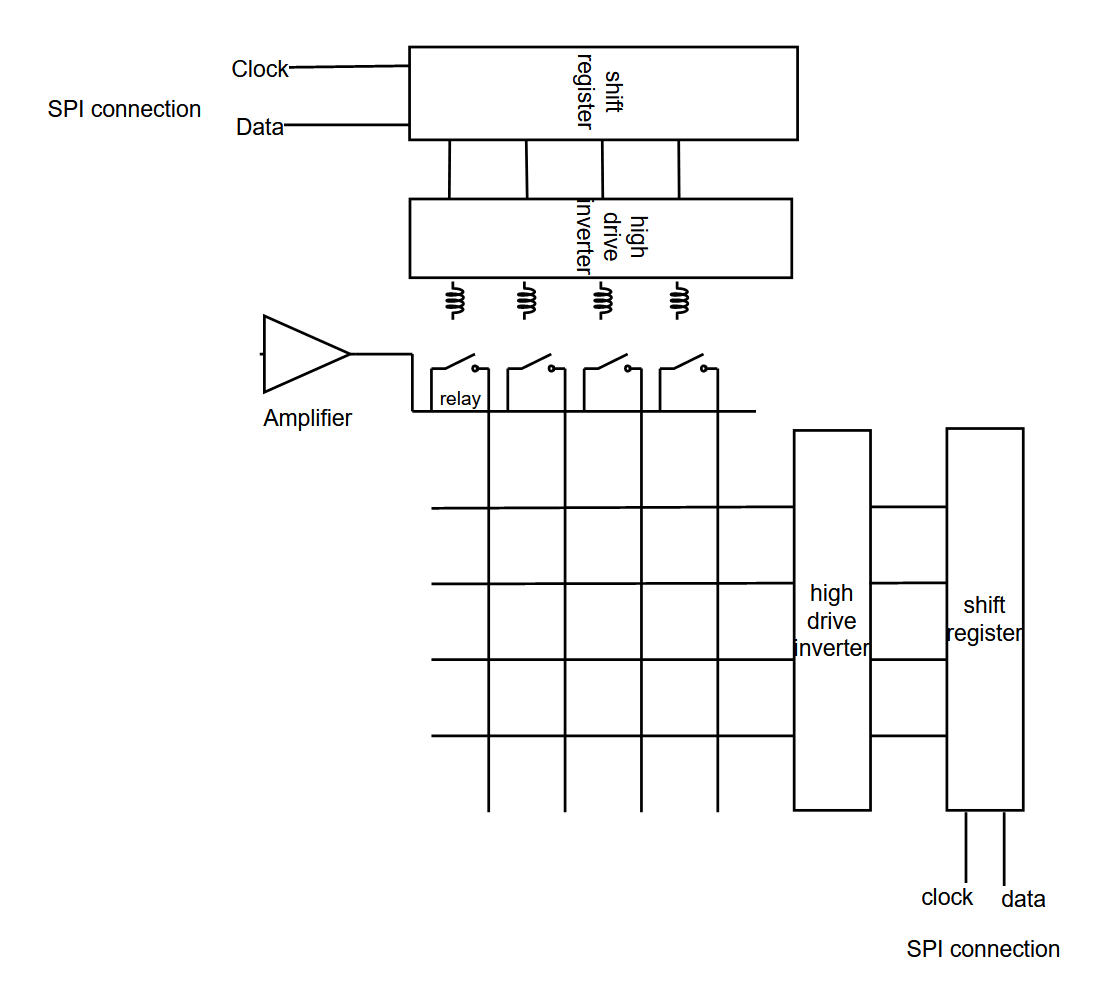 Clock
SPI connection
Data
shift
register
high
drive
inverter
relay
Amplifier
high
drive
inverter
shift
register
clock
data
SPI connection